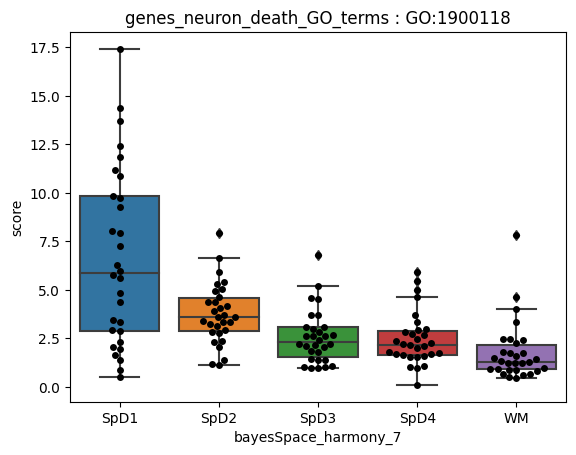 genes_neuron_death_GO_terms : GO:1900118
17.5
15.0
12.5
10.0
7.5
5.0
2.5
0.0
score
SpD1 SpD2 SpD3 SpD4 WM
bayesSpace_harmony_7